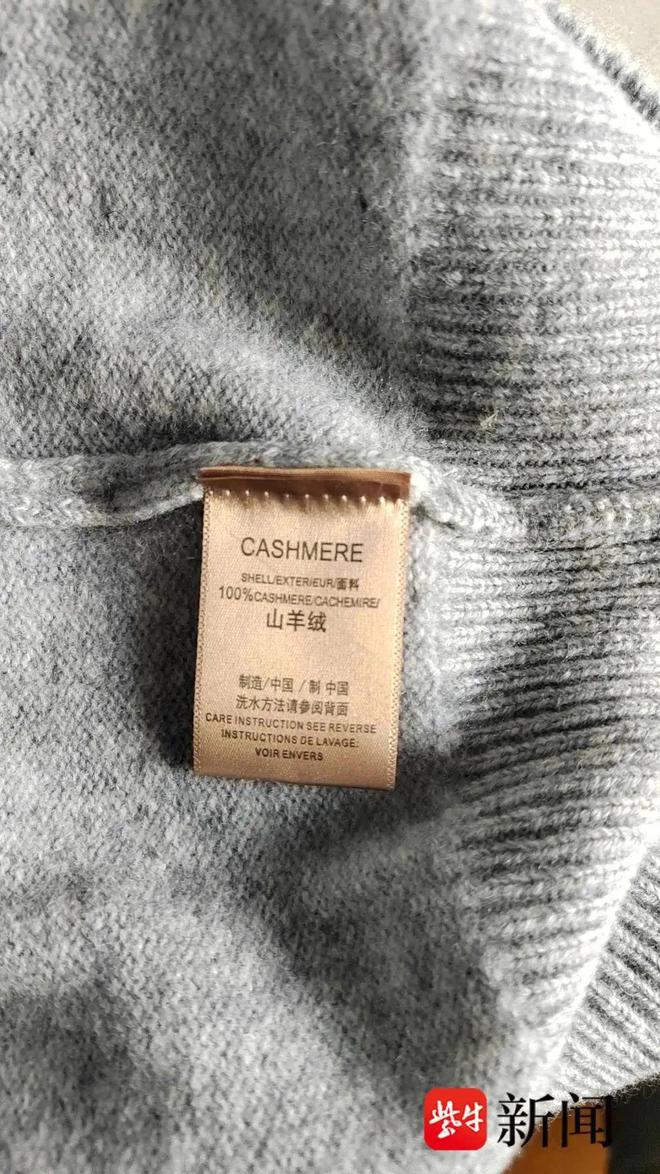 CASHMERE
SHELL/EXTERIEUR/面料
100%CASHMERE/CACHEMIRE/
山羊绒
制造/中国 / 制 中国
洗水方法请参阅背面
CARE INSTRUCTION SEE REVERSE
INSTRUCTIONS DE LAVAGE:
VOIR ENVERS
紫牛 新闻